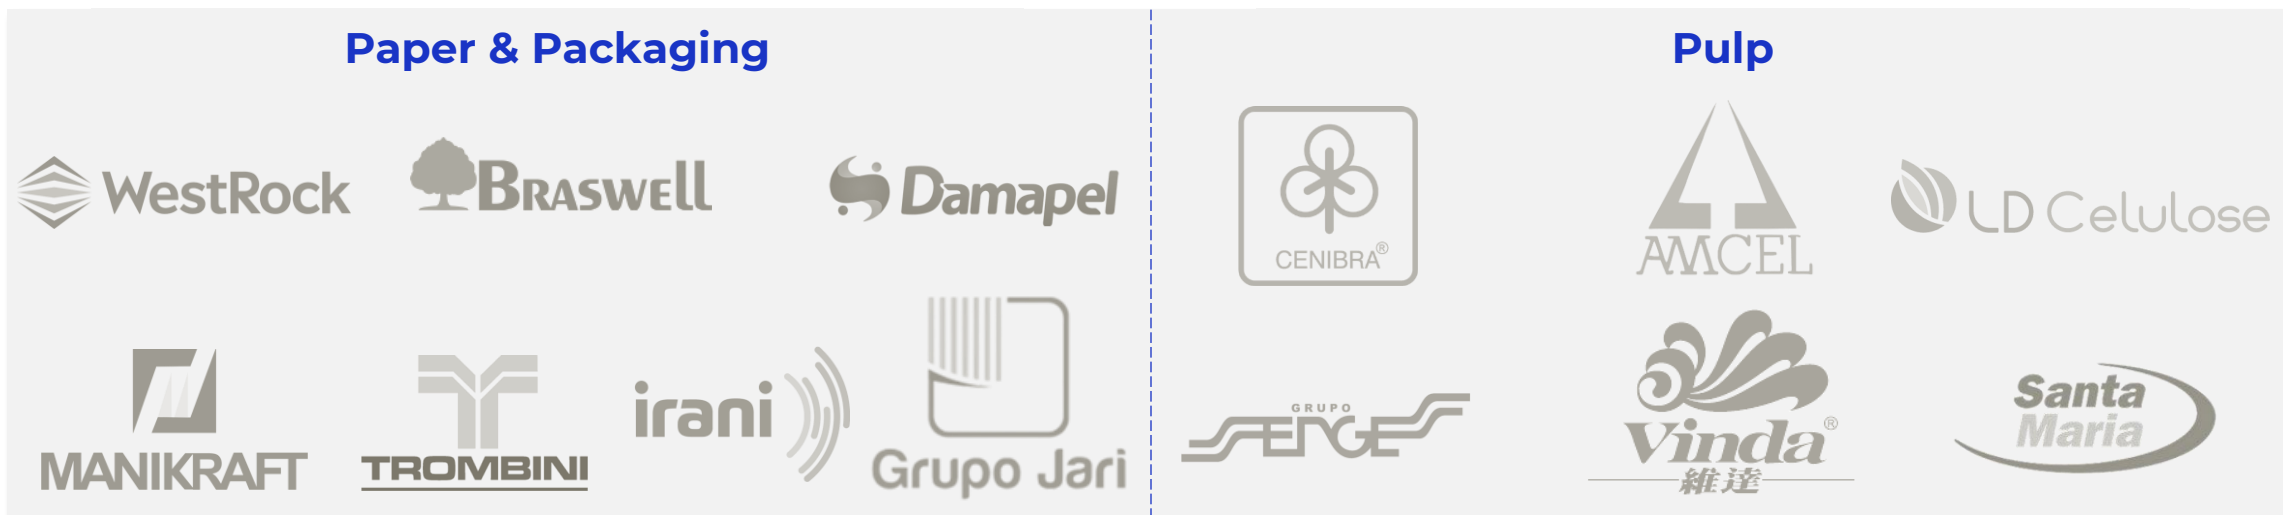 Paper & Packaging
WestRock
BRASWELL
Damapel
MANIKRAFT
TROMBINI
irani
Grupo Jari
Pulp
CENIBRA®
AMCEL
LD Celulose
GRUPO
SERGES
Vinda®
維達
Santa
Maria